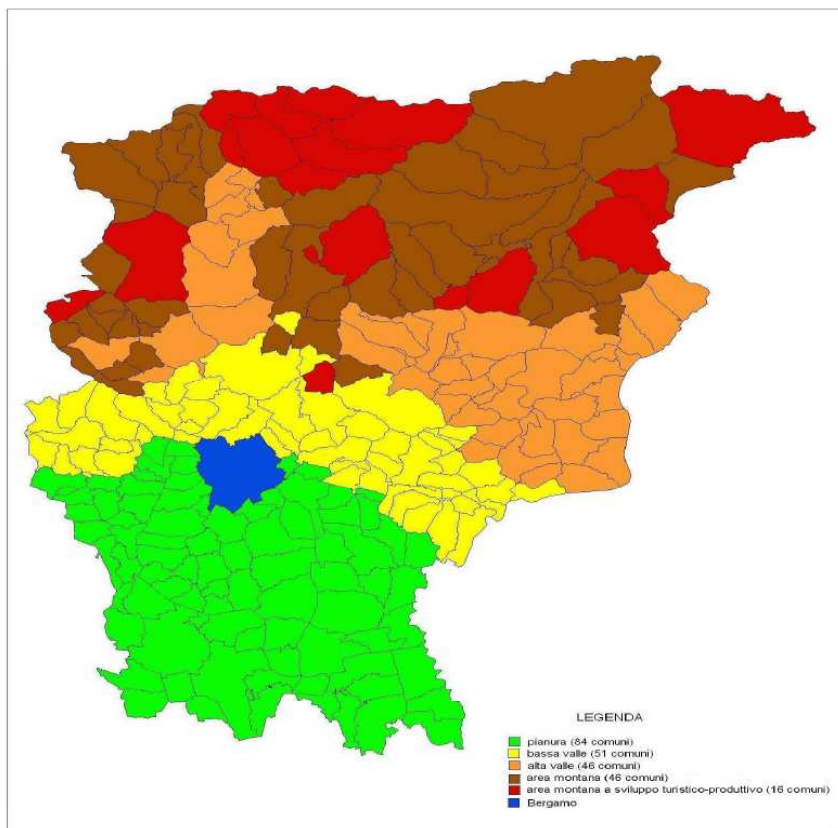 LEGENDA
pianura (84 comuni)
bassa valle (51 comuni)
alta valle (46 comuni)
area montana (46 comuni)
area montana a sviluppo turistico-produttivo (16 comuni)
Bergamo